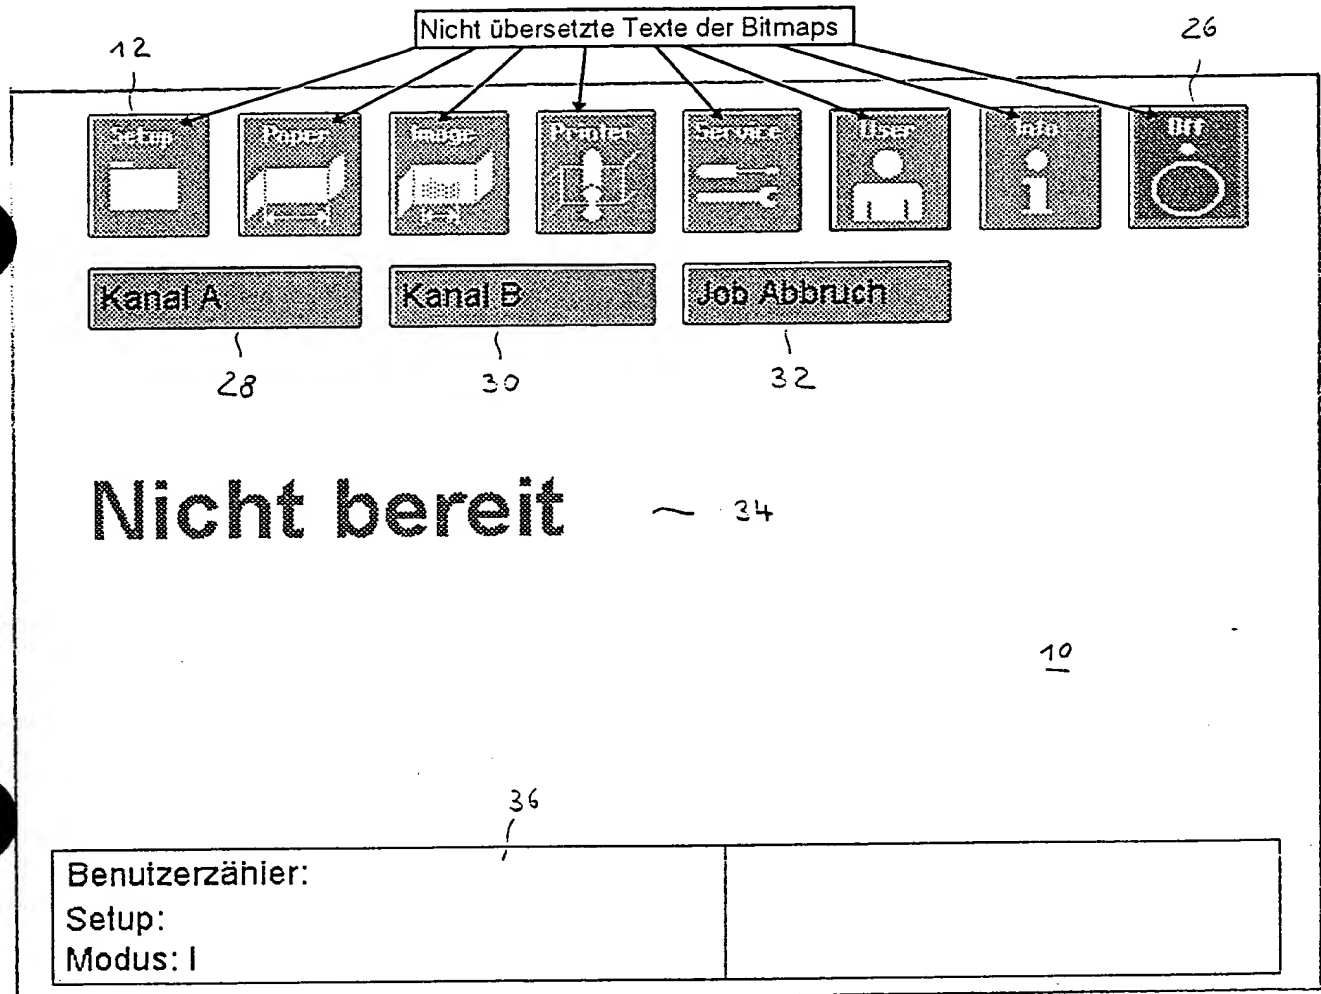 Nicht übersetzte Texte der Bitmaps
12
26
Setup Paper Image Printer Service User Info Off
Kanal A Kanal B Job Abbruch
28 30 32
Nicht bereit 34
10
36
Benutzerzähier:
Setup:
Modus: I